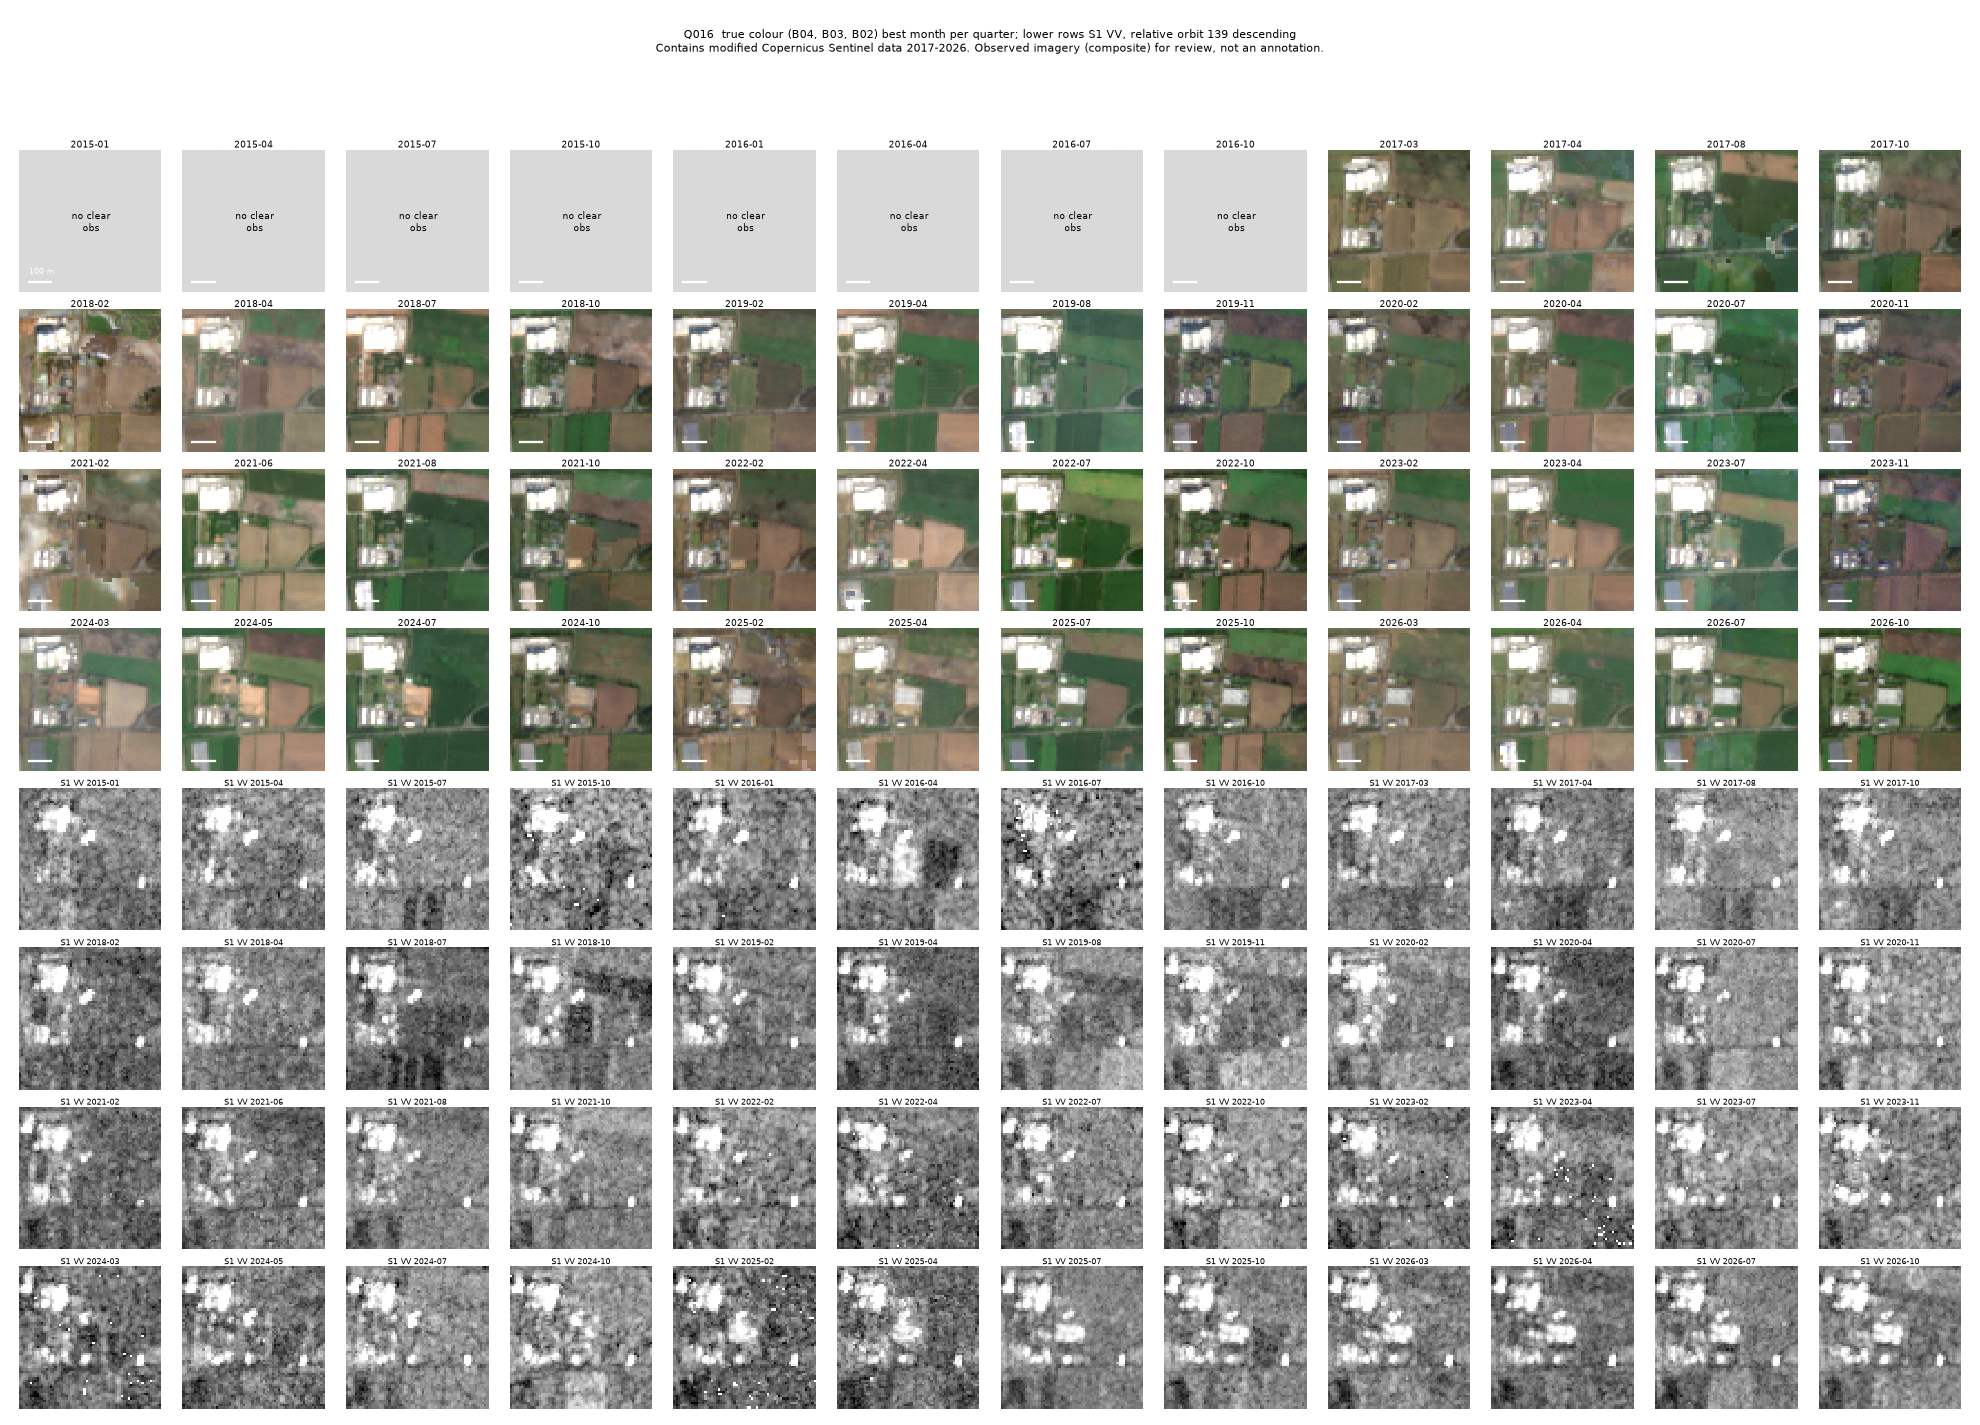 Q016  true colour (B04, B03, B02) best month per quarter; lower rows S1 VV, relative orbit 139 descending
Contains modified Copernicus Sentinel data 2017-2026. Observed imagery (composite) for review, not an annotation.
2015-01 2015-04 2015-07 2015-10 2016-01 2016-04 2016-07 2016-10 2017-03 2017-04 2017-08 2017-10
no clear no clear no clear no clear no clear no clear no clear no clear
obs obs obs obs obs obs obs obs
100 m
2018-02 2018-04 2018-07 2018-10 2019-02 2019-04 2019-08 2019-11 2020-02 2020-04 2020-07 2020-11
2021-02 2021-06 2021-08 2021-10 2022-02 2022-04 2022-07 2022-10 2023-02 2023-04 2023-07 2023-11
2024-03 2024-05 2024-07 2024-10 2025-02 2025-04 2025-07 2025-10 2026-03 2026-04 2026-07 2026-10
S1 VV 2015-01 S1 VV 2015-04 S1 VV 2015-07 S1 VV 2015-10 S1 VV 2016-01 S1 VV 2016-04 S1 VV 2016-07 S1 VV 2016-10 S1 VV 2017-03 S1 VV 2017-04 S1 VV 2017-08 S1 VV 2017-10
S1 VV 2018-02 S1 VV 2018-04 S1 VV 2018-07 S1 VV 2018-10 S1 VV 2019-02 S1 VV 2019-04 S1 VV 2019-08 S1 VV 2019-11 S1 VV 2020-02 S1 VV 2020-04 S1 VV 2020-07 S1 VV 2020-11
S1 VV 2021-02 S1 VV 2021-06 S1 VV 2021-08 S1 VV 2021-10 S1 VV 2022-02 S1 VV 2022-04 S1 VV 2022-07 S1 VV 2022-10 S1 VV 2023-02 S1 VV 2023-04 S1 VV 2023-07 S1 VV 2023-11
S1 VV 2024-03 S1 VV 2024-05 S1 VV 2024-07 S1 VV 2024-10 S1 VV 2025-02 S1 VV 2025-04 S1 VV 2025-07 S1 VV 2025-10 S1 VV 2026-03 S1 VV 2026-04 S1 VV 2026-07 S1 VV 2026-10